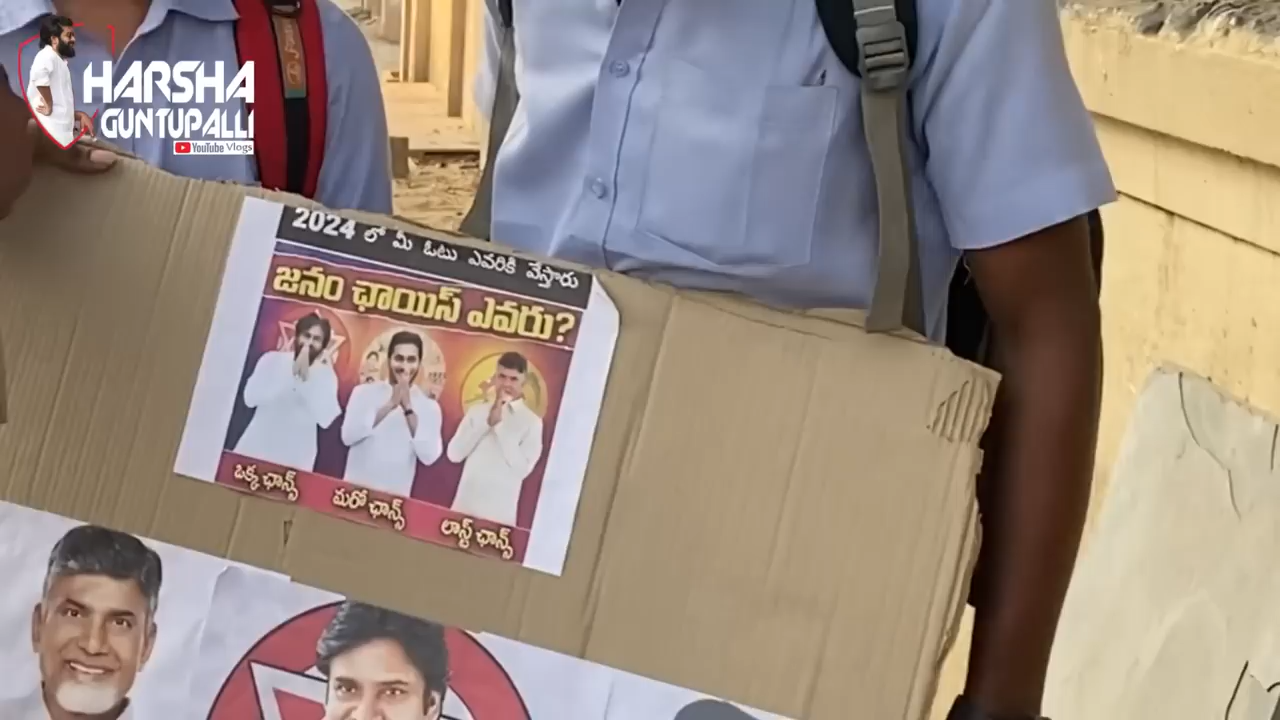 HARSHA
GUNTUPALLI
YouTube Vlogs
2024 లో మీ ఓటు ఎవరికి వేస్తారు
జనం ఛాయిస్ ఎవరు?
ఒక్క ఛాన్స్
మరో ఛాన్స్
లాస్ట్ ఛాన్స్